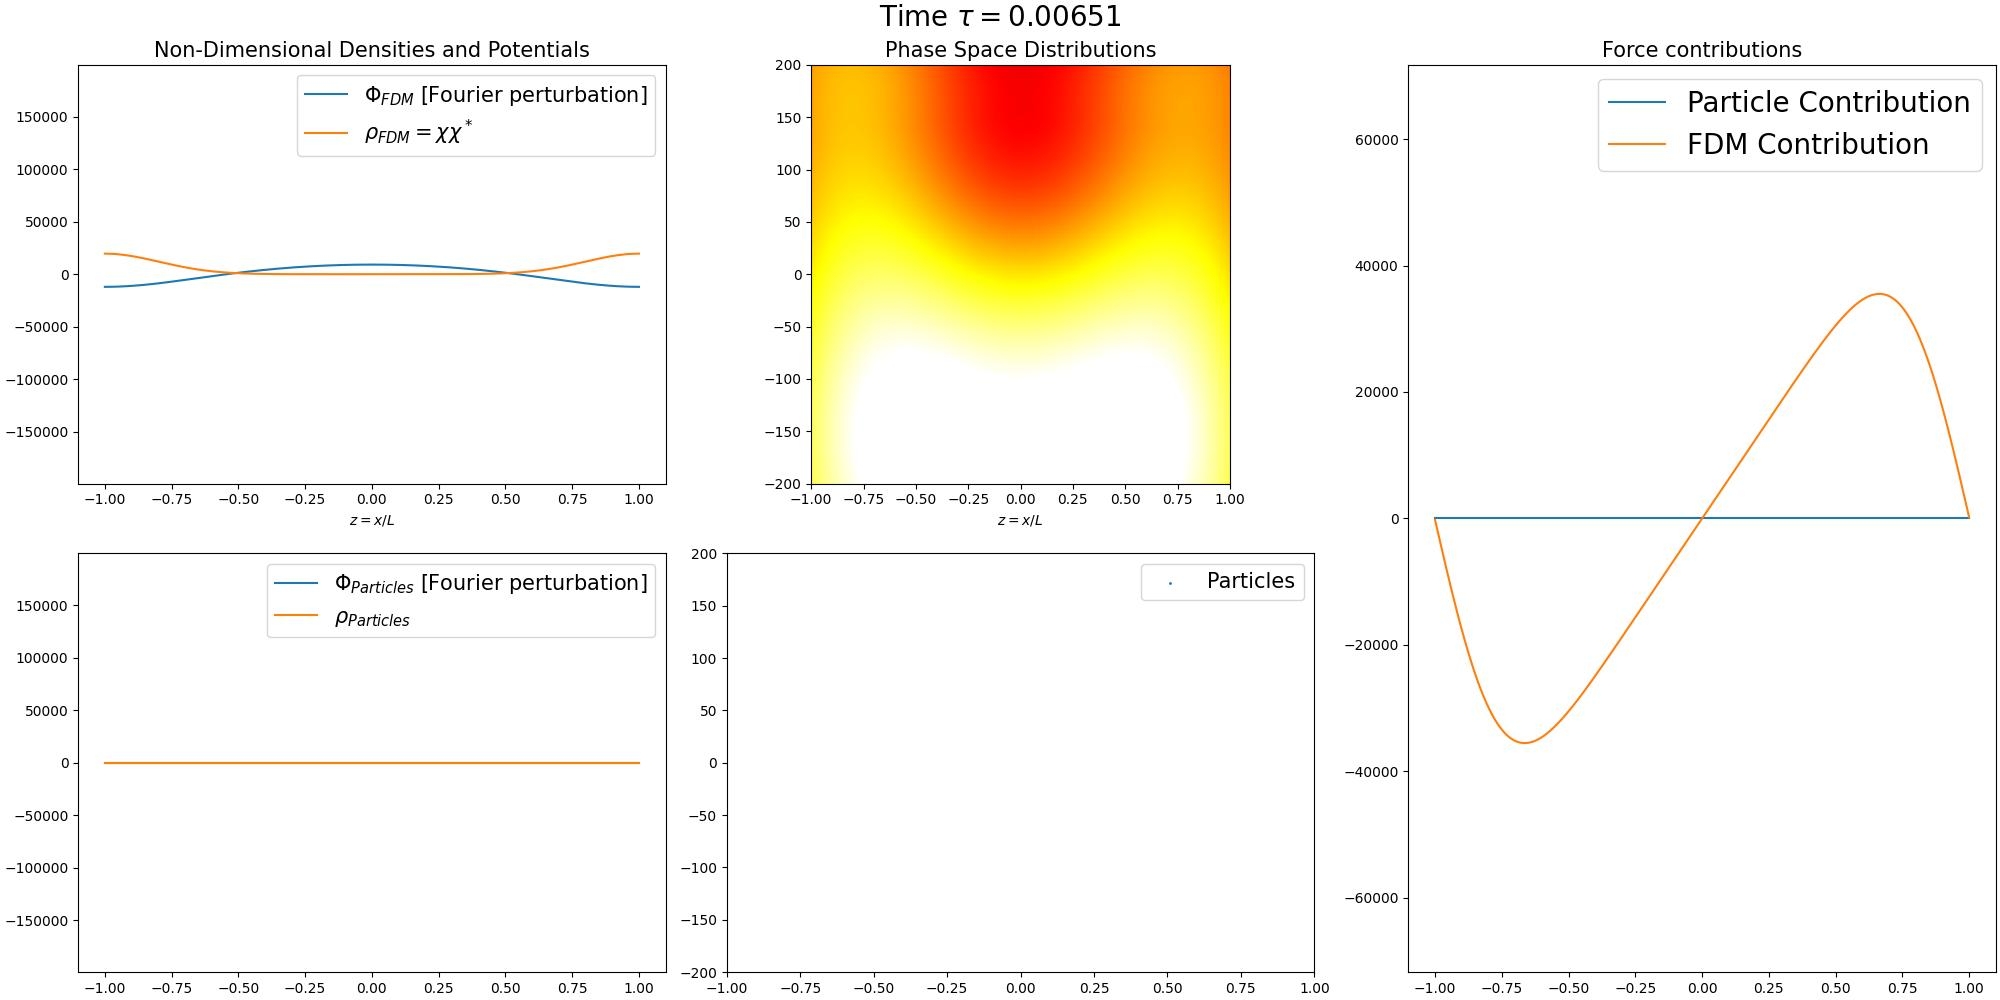 Time τ = 0.00651
Non-Dimensional Densities and Potentials
Φ_FDM [Fourier perturbation]
ρ_FDM = χχ*
150000
100000
50000
0
−50000
−100000
−150000
−1.00 −0.75 −0.50 −0.25 0.00 0.25 0.50 0.75 1.00
z = x/L
Phase Space Distributions
200
150
100
50
0
−50
−100
−150
−200
−1.00 −0.75 −0.50 −0.25 0.00 0.25 0.50 0.75 1.00
z = x/L
Force contributions
Particle Contribution
FDM Contribution
60000
40000
20000
0
−20000
−40000
−60000
−1.00 −0.75 −0.50 −0.25 0.00 0.25 0.50 0.75 1.00
Φ_Particles [Fourier perturbation]
ρ_Particles
150000
100000
50000
0
−50000
−100000
−150000
−1.00 −0.75 −0.50 −0.25 0.00 0.25 0.50 0.75 1.00
Particles
200
150
100
50
0
−50
−100
−150
−200
−1.00 −0.75 −0.50 −0.25 0.00 0.25 0.50 0.75 1.00